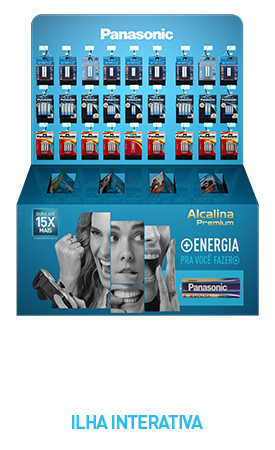 Panasonic
DURA ATÉ
15X
MAIS
Alcalina
Premium
+ENERGIA
PRA VOCÊ FAZER+
Panasonic
ILHA INTERATIVA